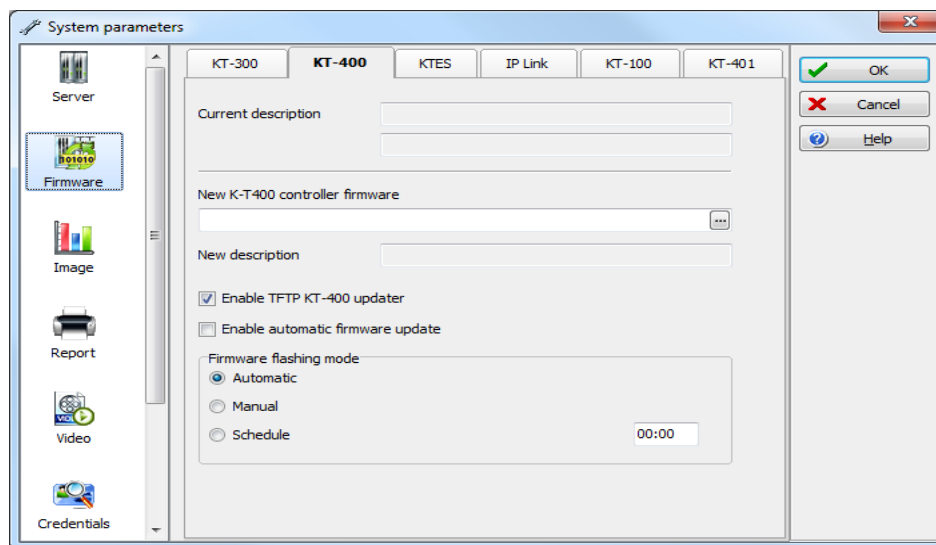 System parameters
Server
Firmware
Image
Report
Video
Credentials
KT-300
KT-400
KTES
IP Link
KT-100
KT-401
Current description
New K-T400 controller firmware
...
New description
Enable TFTP KT-400 updater
Enable automatic firmware update
Firmware flashing mode
Automatic
Manual
Schedule
00:00
OK
Cancel
Help